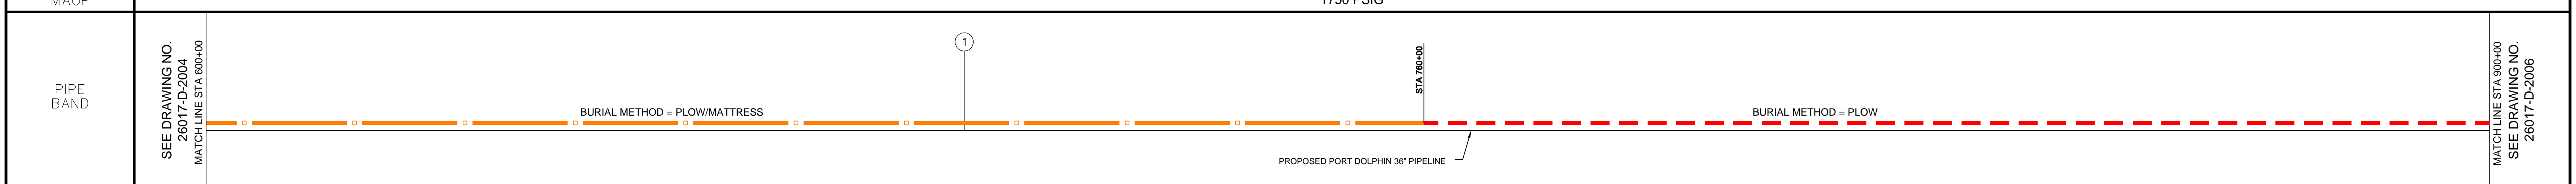 MAOP
1750 PSIG
PIPE
BAND
SEE DRAWING NO.
26017-D-2004
MATCH LINE STA 600+00
BURIAL METHOD = PLOW/MATTRESS
1
STA 760+00
BURIAL METHOD = PLOW
PROPOSED PORT DOLPHIN 36" PIPELINE
MATCH LINE STA 900+00
SEE DRAWING NO.
26017-D-2006